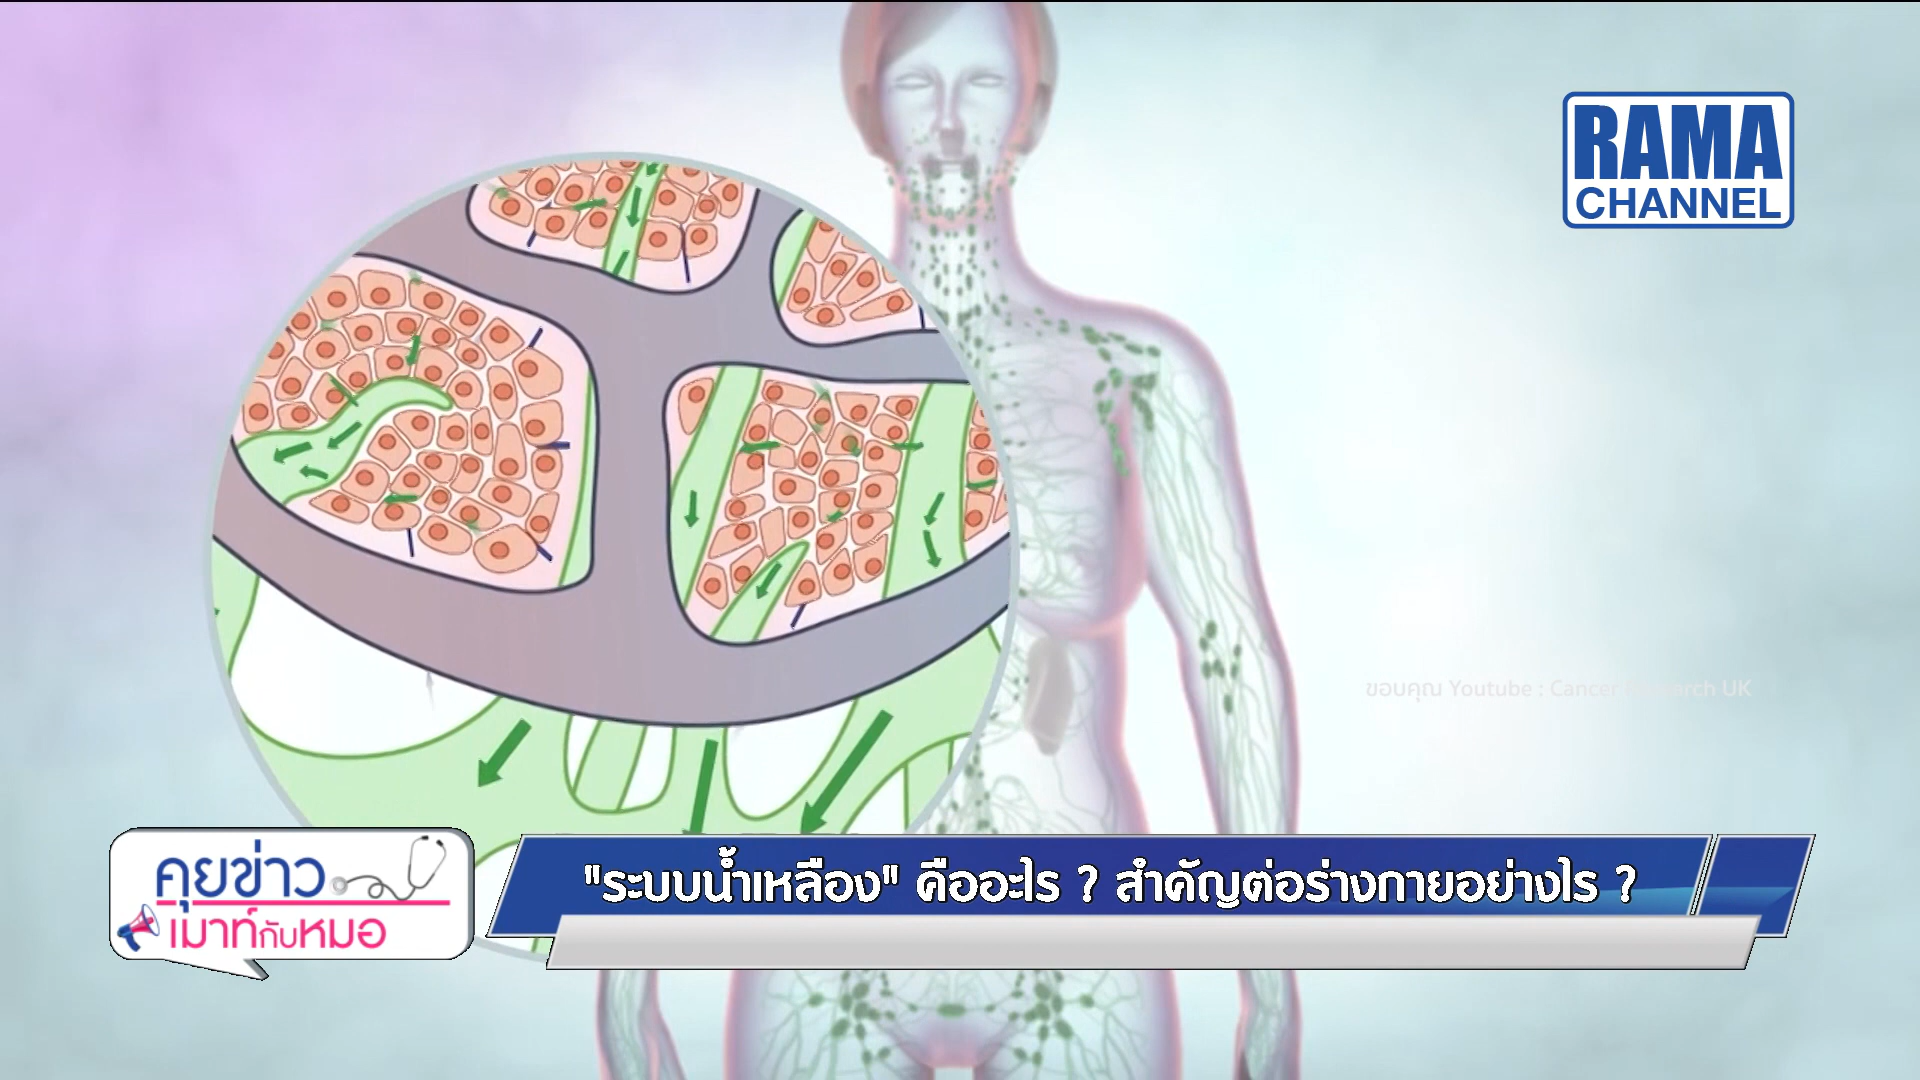 RAMA
CHANNEL
ขอบคุณ Youtube : Cancer Research UK
คุยข่าว
เมาท์กับหมอ
"ระบบน้ำเหลือง" คืออะไร ? สำคัญต่อร่างกายอย่างไร ?